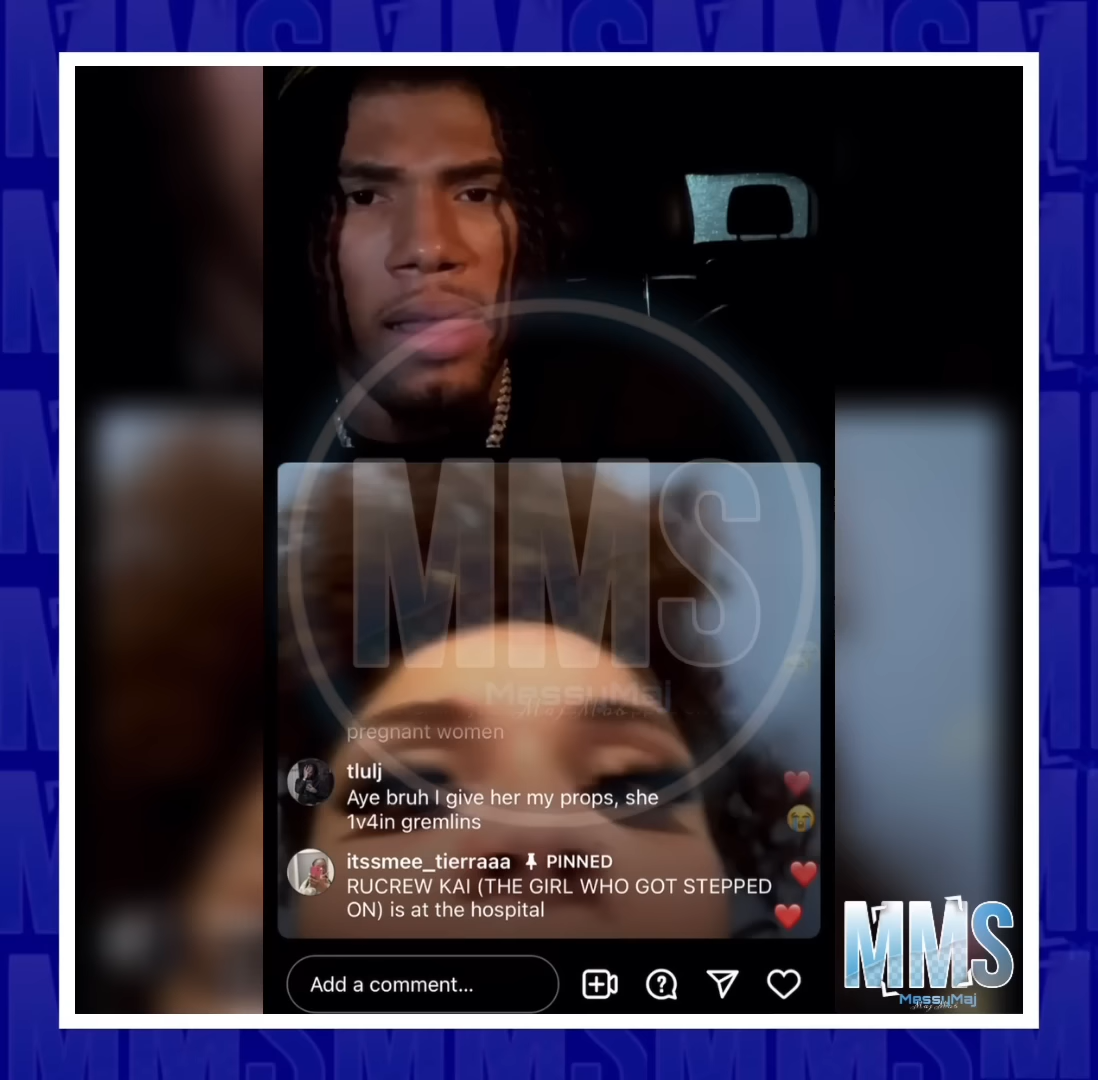 MMS
MessyMaj
pregnant women
tlulj
Aye bruh I give her my props, she
1v4in gremlins
itssmee_tierraaa PINNED
RUCREW KAI (THE GIRL WHO GOT STEPPED
ON) is at the hospital
Add a comment...
MMS
MessyMaj